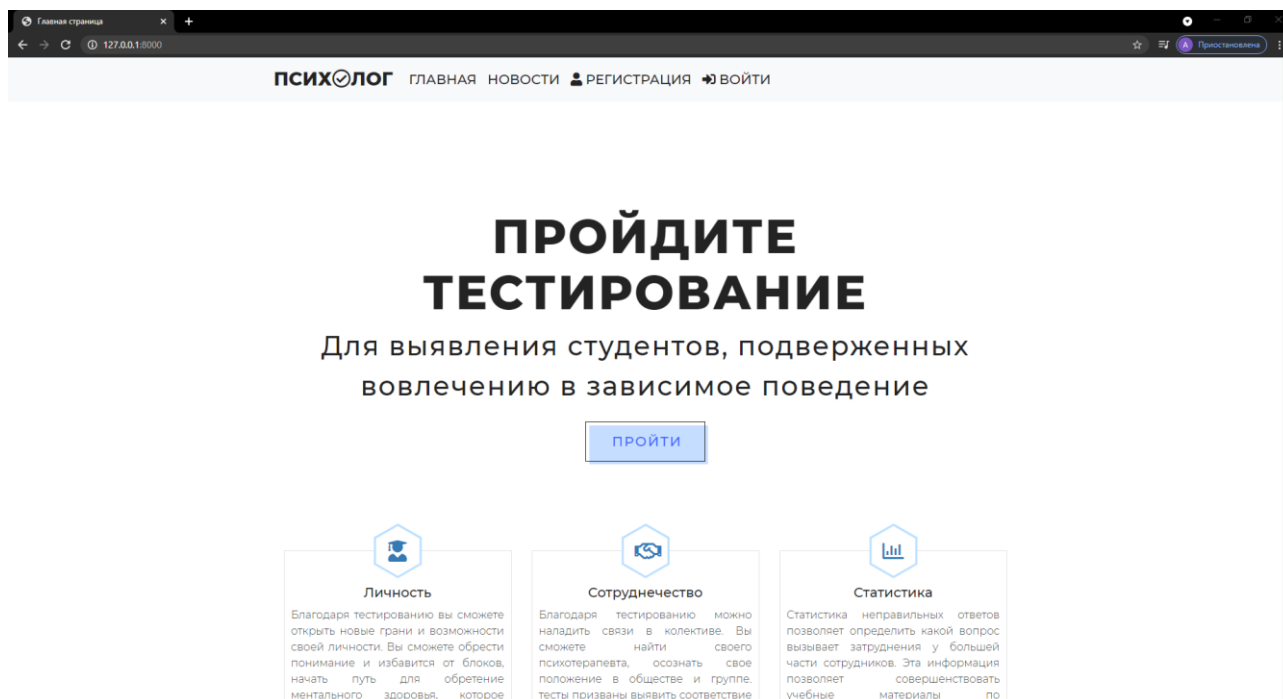 Главная страница
127.0.0.1:8000
А Приостановлена
ПСИХОЛОГ ГЛАВНАЯ НОВОСТИ РЕГИСТРАЦИЯ ВОЙТИ
ПРОЙДИТЕ
ТЕСТИРОВАНИЕ
Для выявления студентов, подверженных
вовлечению в зависимое поведение
ПРОЙТИ
Личность
Благодаря тестированию вы сможете
открыть новые грани и возможности
своей личности. Вы сможете обрести
понимание и избавится от блоков,
начать путь для обретение
ментального здоровья, которое
Сотруднечество
Благодаря тестированию можно
наладить связи в колективе. Вы
сможете найти своего
психотерапевта, осознать свое
положение в обществе и группе.
тесты призваны выявить соответствие
Статистика
Статистика неправильных ответов
позволяет определить какой вопрос
вызывает затруднения у большей
части сотрудников. Эта информация
позволяет совершенствовать
учебные материалы по